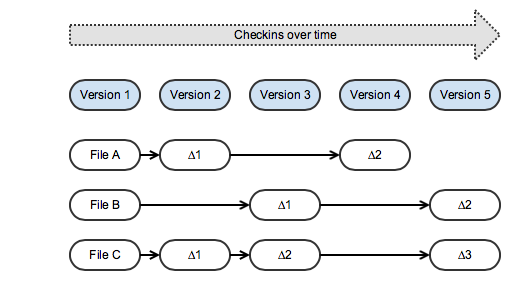 Checkins over time
Version 1 Version 2 Version 3 Version 4 Version 5
File A Δ1 Δ2
File B Δ1 Δ2
File C Δ1 Δ2 Δ3